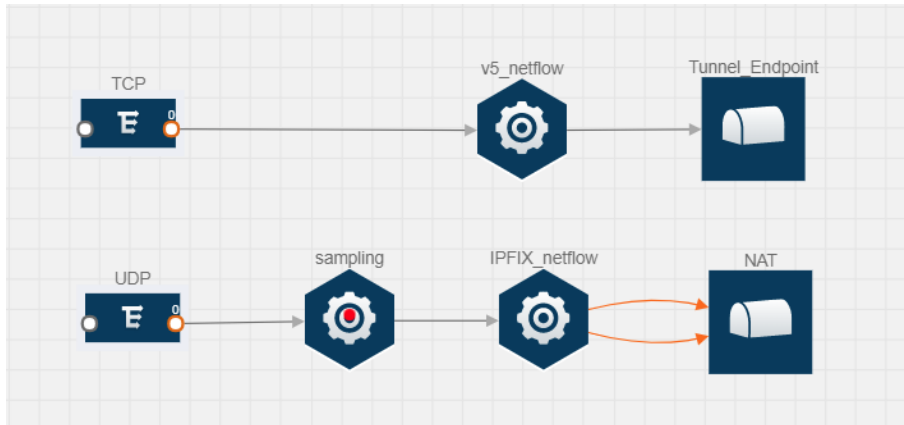 TCP
0
v5_netflow
Tunnel_Endpoint
UDP
0
sampling
IPFIX_netflow
NAT